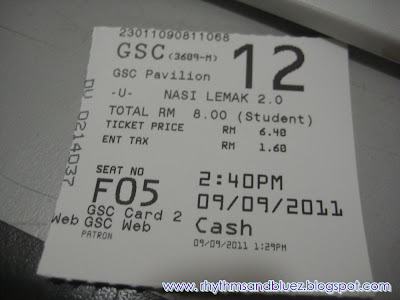 23011090811068
GSC (3609-M) 12
GSC Pavilion
-U- NASI LEMAK 2.0
TOTAL RM 8.00 (Student)
TICKET PRICE RM 6.40
ENT TAX RM 1.60
SEAT NO
F05 2:40PM
09/09/2011
GSC Card 2 Cash
Web GSC Web
PATRON 09/09/2011 1:29PM
DU 0214037
www.rhythmsandbluez.blogspot.com